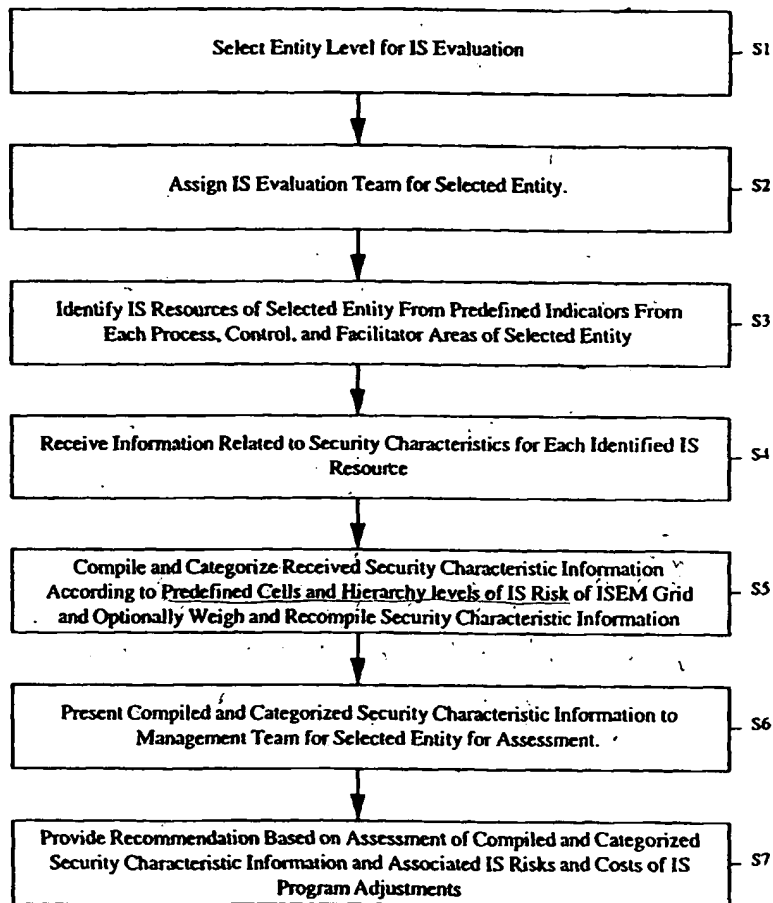 Select Entity Level for IS Evaluation
S1
Assign IS Evaluation Team for Selected Entity.
S2
Identify IS Resources of Selected Entity From Predefined Indicators From
Each Process, Control, and Facilitator Areas of Selected Entity
S3
Receive Information Related to Security Characteristics for Each Identified IS
Resource
S4
Compile and Categorize Received Security Characteristic Information
According to Predefined Cells and Hierarchy levels of IS Risk of ISEM Grid
and Optionally Weigh and Recompile Security Characteristic Information
S5
Present Compiled and Categorized Security Characteristic Information to
Management Team for Selected Entity for Assessment.
S6
Provide Recommendation Based on Assessment of Compiled and Categorized
Security Characteristic Information and Associated IS Risks and Costs of IS
Program Adjustments
S7